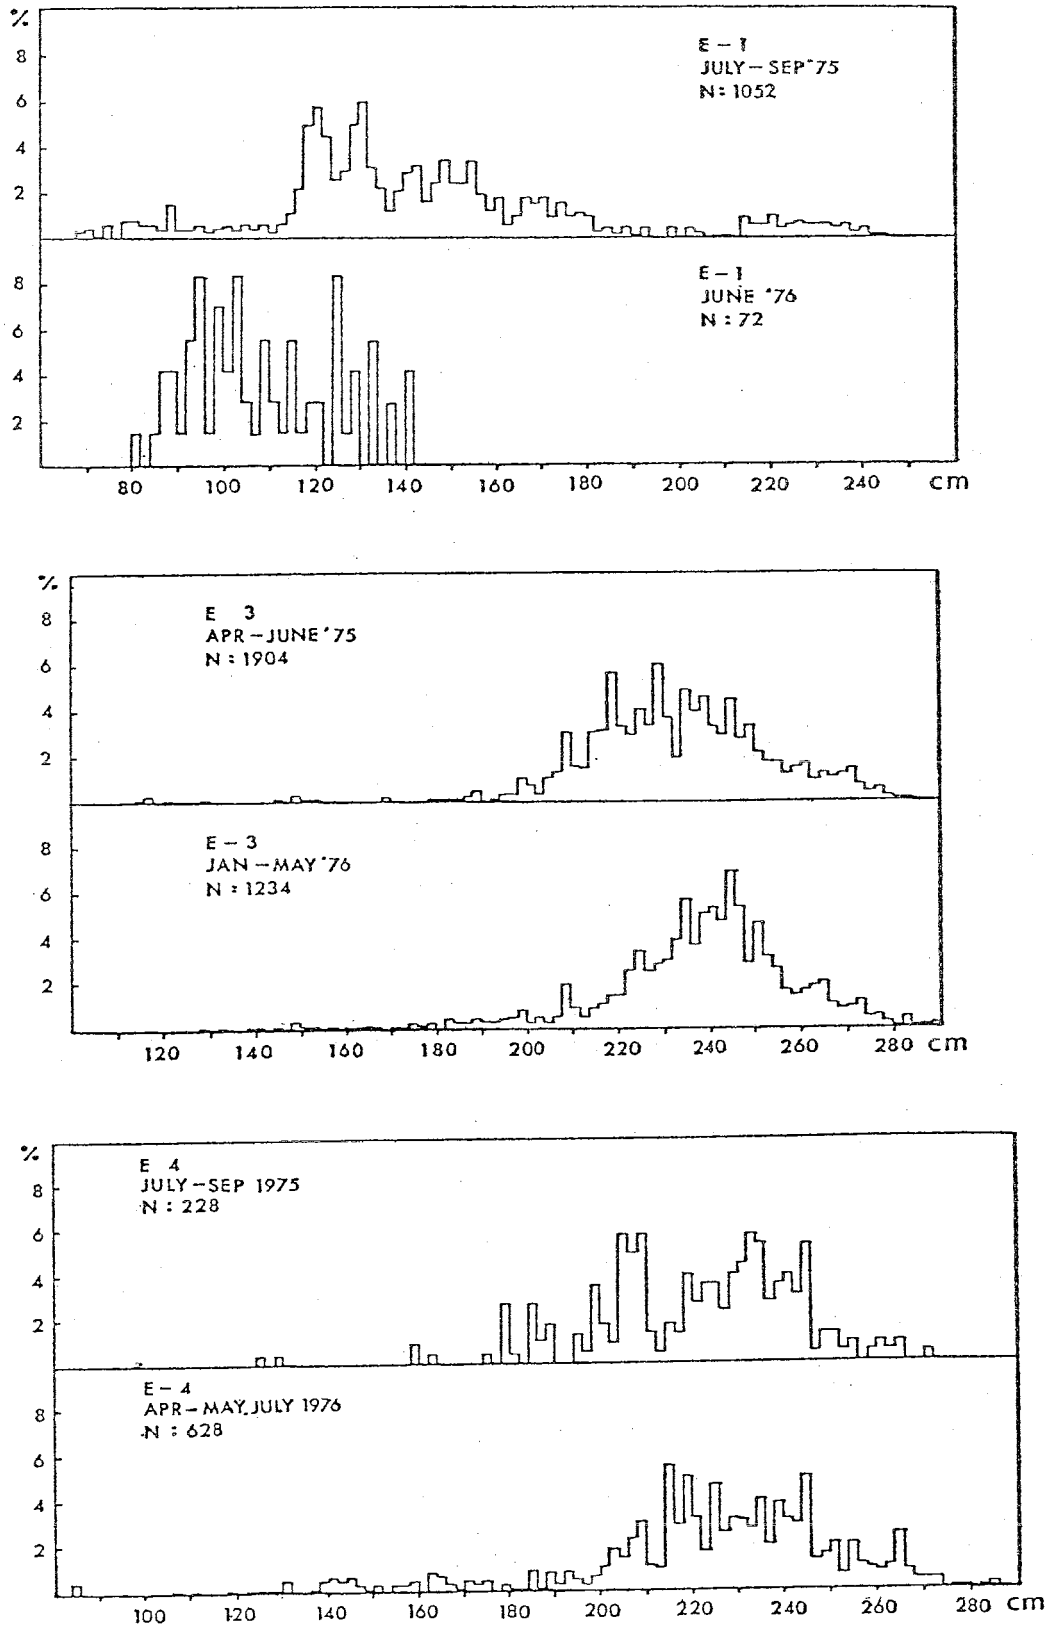 %
8
6
4
2
E-1
JULY-SEP'75
N:1052
8
6
4
2
E-1
JUNE '76
N:72
80 100 120 140 160 180 200 220 240 cm
%
8
6
4
2
E 3
APR-JUNE'75
N:1904
8
6
4
2
E-3
JAN-MAY'76
N:1234
120 140 160 180 200 220 240 260 280 cm
%
8
6
4
2
E 4
JULY-SEP 1975
N:228
8
6
4
2
E-4
APR-MAY, JULY 1976
N:628
100 120 140 160 180 200 220 240 260 280 cm